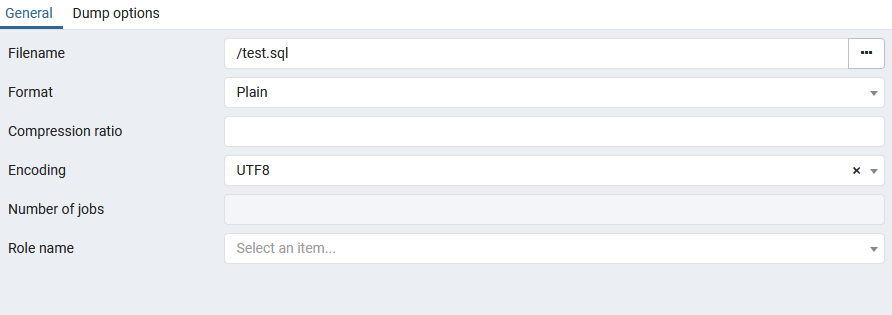 General Dump options
Filename /test.sql ...
Format Plain
Compression ratio
Encoding UTF8 ×
Number of jobs
Role name Select an item...